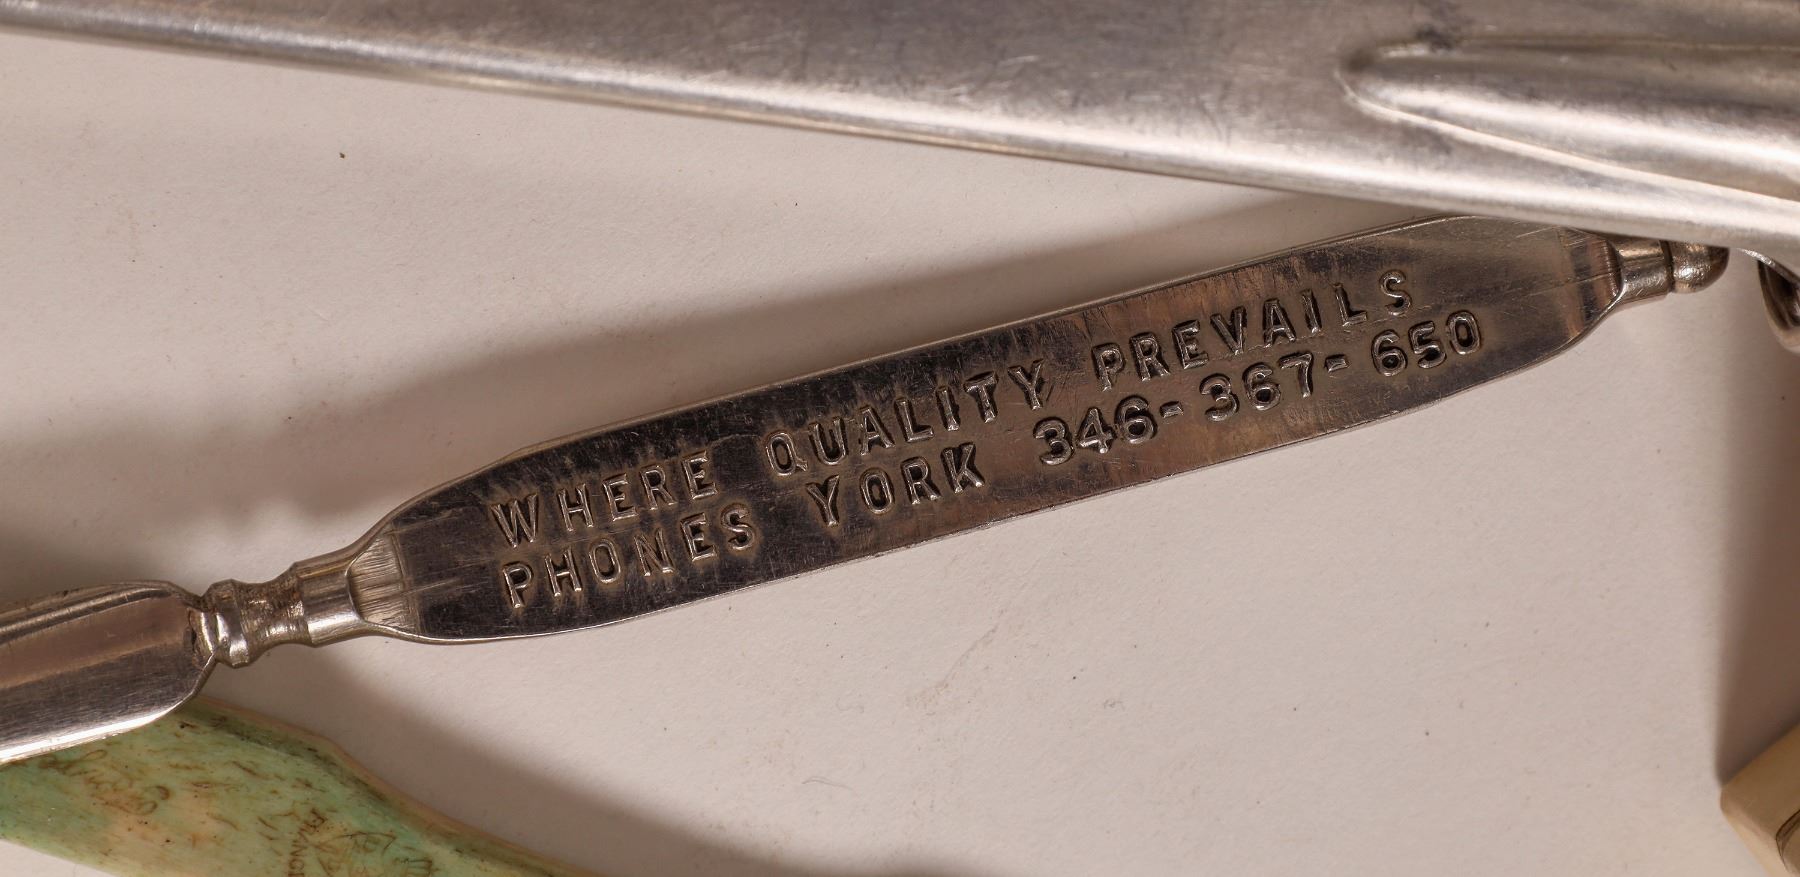 WHERE QUALITY PREVAILS
PHONES YORK 346-367-650